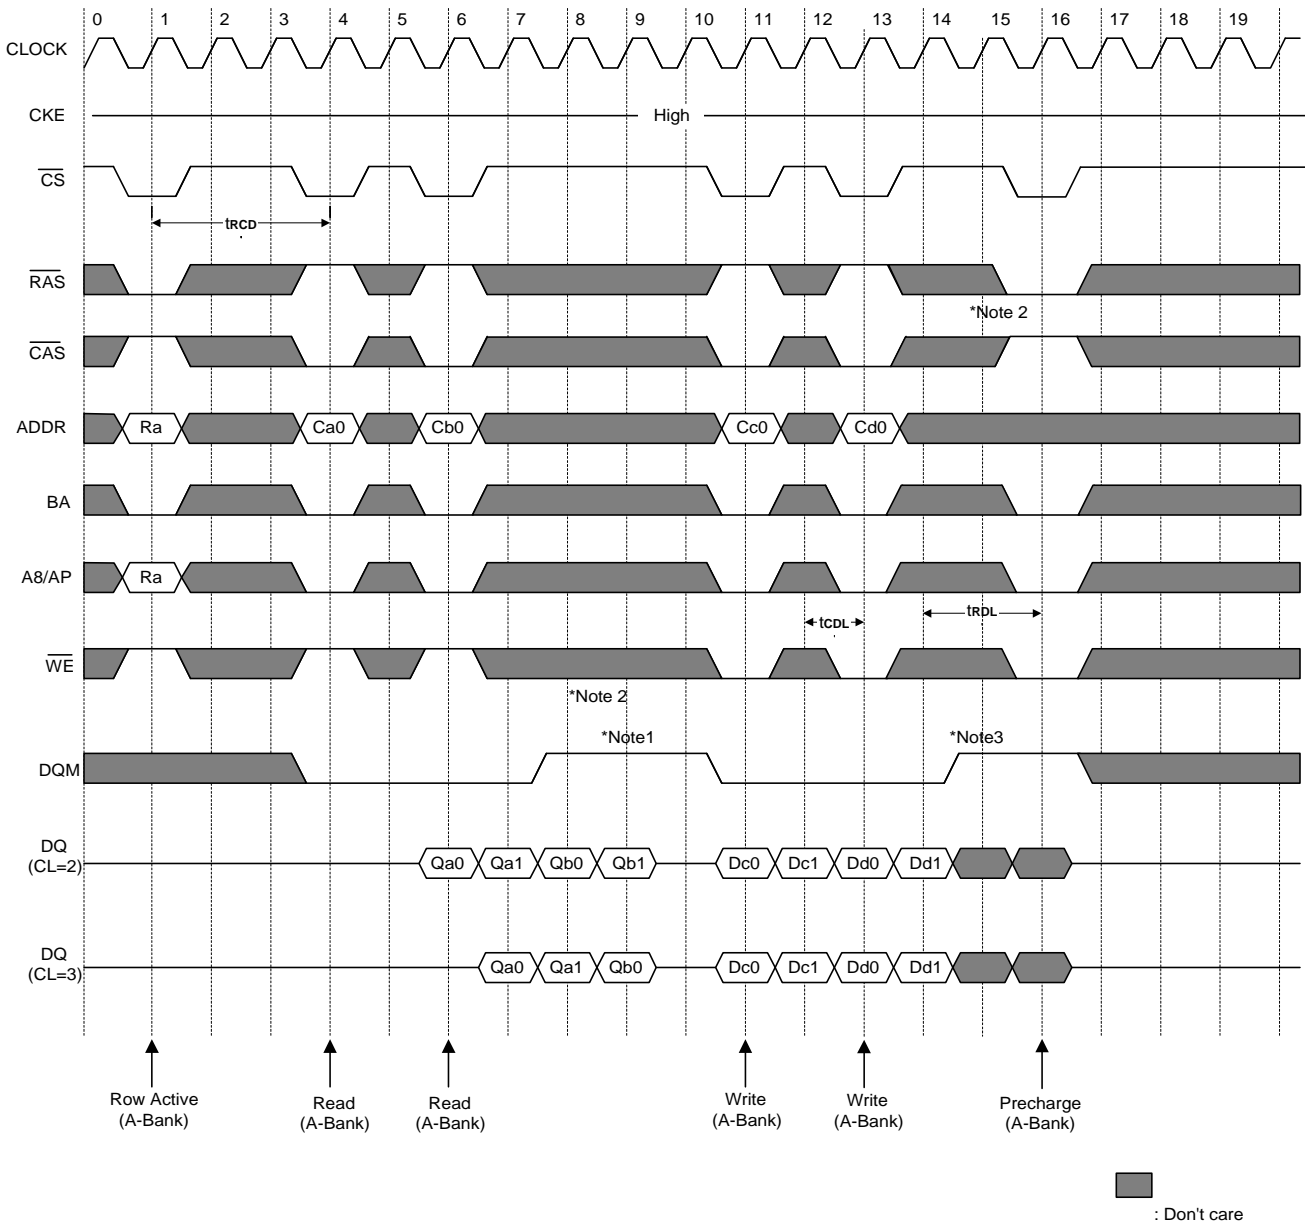 0 1 2 3 4 5 6 7 8 9 10 11 12 13 14 15 16 17 18 19
CLOCK
CKE High
CS
tRCD
RAS
*Note 2
CAS
ADDR Ra Ca0 Cb0 Cc0 Cd0
BA
A8/AP Ra
tCDL tRDL
WE
*Note 2
*Note1 *Note3
DQM
DQ
(CL=2) Qa0 Qa1 Qb0 Qb1 Dc0 Dc1 Dd0 Dd1
DQ
(CL=3) Qa0 Qa1 Qb0 Dc0 Dc1 Dd0 Dd1
Row Active
(A-Bank)
Read
(A-Bank)
Read
(A-Bank)
Write
(A-Bank)
Write
(A-Bank)
Precharge
(A-Bank)
: Don't care